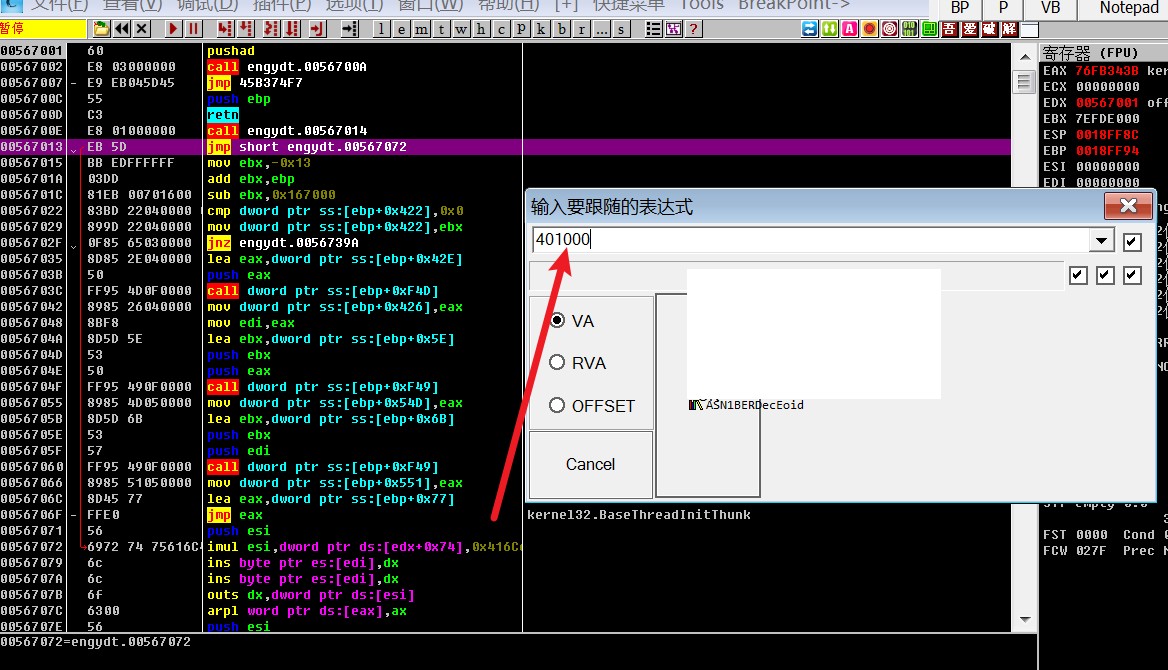 文件(F) 查看(V) 调试(D) 插件(P) 选项(T) 窗口(W) 帮助(H) [+] 快捷菜单 Tools BreakPoint->
BP P VB Notepad
暂停 l e m t w h c p k b r ... s ? 吾 爱 破 解
00567001 60 pushad
00567002 E8 03000000 call engydt.0056700A
00567007 - E9 EB045D45 jmp 45B374F7
0056700C 55 push ebp
0056700D C3 retn
0056700E E8 01000000 call engydt.00567014
00567013 EB 5D jmp short engydt.00567072
00567015 BB EDFFFFFF mov ebx,-0x13
0056701A 03DD add ebx,ebp
0056701C 81EB 00701600 sub ebx,0x167000
00567022 83BD 22040000 cmp dword ptr ss:[ebp+0x422],0x0
00567029 899D 22040000 mov dword ptr ss:[ebp+0x422],ebx
0056702F 0F85 65030000 jnz engydt.0056739A
00567035 8D85 2E040000 lea eax,dword ptr ss:[ebp+0x42E]
0056703B 50 push eax
0056703C FF95 4D0F0000 call dword ptr ss:[ebp+0xF4D]
00567042 8985 26040000 mov dword ptr ss:[ebp+0x426],eax
00567048 8BF8 mov edi,eax
0056704A 8D5D 5E lea ebx,dword ptr ss:[ebp+0x5E]
0056704D 53 push ebx
0056704E 50 push eax
0056704F FF95 490F0000 call dword ptr ss:[ebp+0xF49]
00567055 8985 4D050000 mov dword ptr ss:[ebp+0x54D],eax
0056705B 8D5D 6B lea ebx,dword ptr ss:[ebp+0x6B]
0056705E 53 push ebx
0056705F 57 push edi
00567060 FF95 490F0000 call dword ptr ss:[ebp+0xF49]
00567066 8985 51050000 mov dword ptr ss:[ebp+0x551],eax
0056706C 8D45 77 lea eax,dword ptr ss:[ebp+0x77]
0056706F - FFE0 jmp eax kernel32.BaseThreadInitThunk
00567071 56 push esi
00567072 6972 74 75616C imul esi,dword ptr ds:[edx+0x74],0x416C
00567079 6c ins byte ptr es:[edi],dx
0056707A 6c ins byte ptr es:[edi],dx
0056707B 6f outs dx,dword ptr ds:[esi]
0056707C 6300 arpl word ptr ds:[eax],ax
0056707E 56 push esi
00567072=engydt.00567072
寄存器 (FPU)
EAX 76FB343B ker
ECX 00000000
EDX 00567001 off
EBX 7EFDE000
ESP 0018FF8C
EBP 0018FF94
ESI 00000000
EDI 00000000
输入要跟随的表达式
401000
VA
RVA
OFFSET
Cancel
ASN1BERDecEoid
FST 0000 Cond
FCW 027F Prec